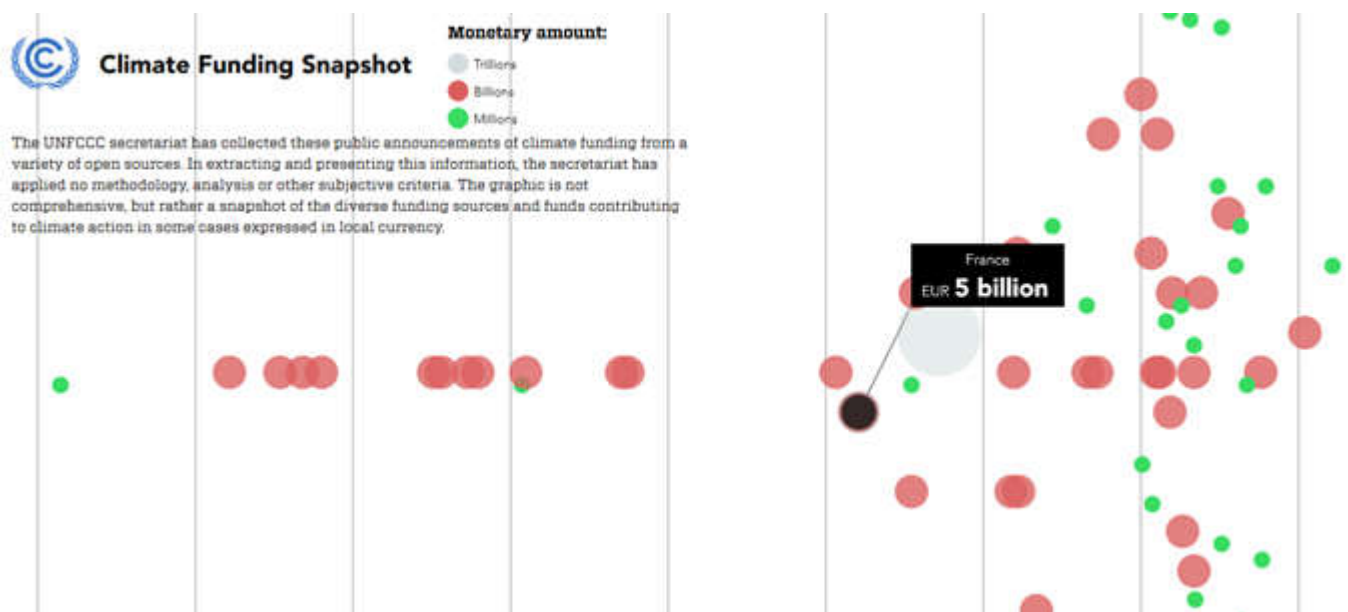 Climate Funding Snapshot
Monetary amount:
Trillions
Billions
Millions
The UNFCCC secretariat has collected these public announcements of climate funding from a
variety of open sources. In extracting and presenting this information, the secretariat has
applied no methodology, analysis or other subjective criteria. The graphic is not
comprehensive, but rather a snapshot of the diverse funding sources and funds contributing
to climate action in some cases expressed in local currency.
France
EUR 5 billion